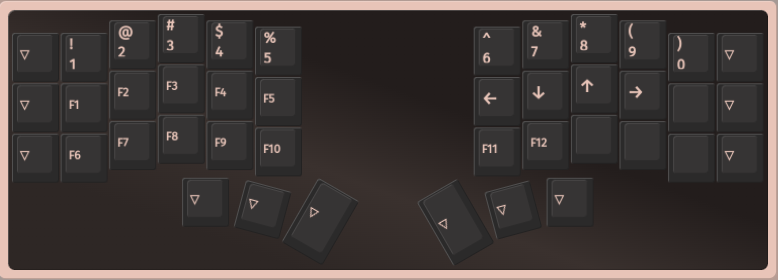 ! @ # $ % ^ & * ( )
▽ 1 2 3 4 5 6 7 8 9 0 ▽
▽ F1 F2 F3 F4 F5 ← ↓ ↑ → ▽
▽ F6 F7 F8 F9 F10 F11 F12 ▽
▽ ▽ ▷ ◁ ▽ ▽